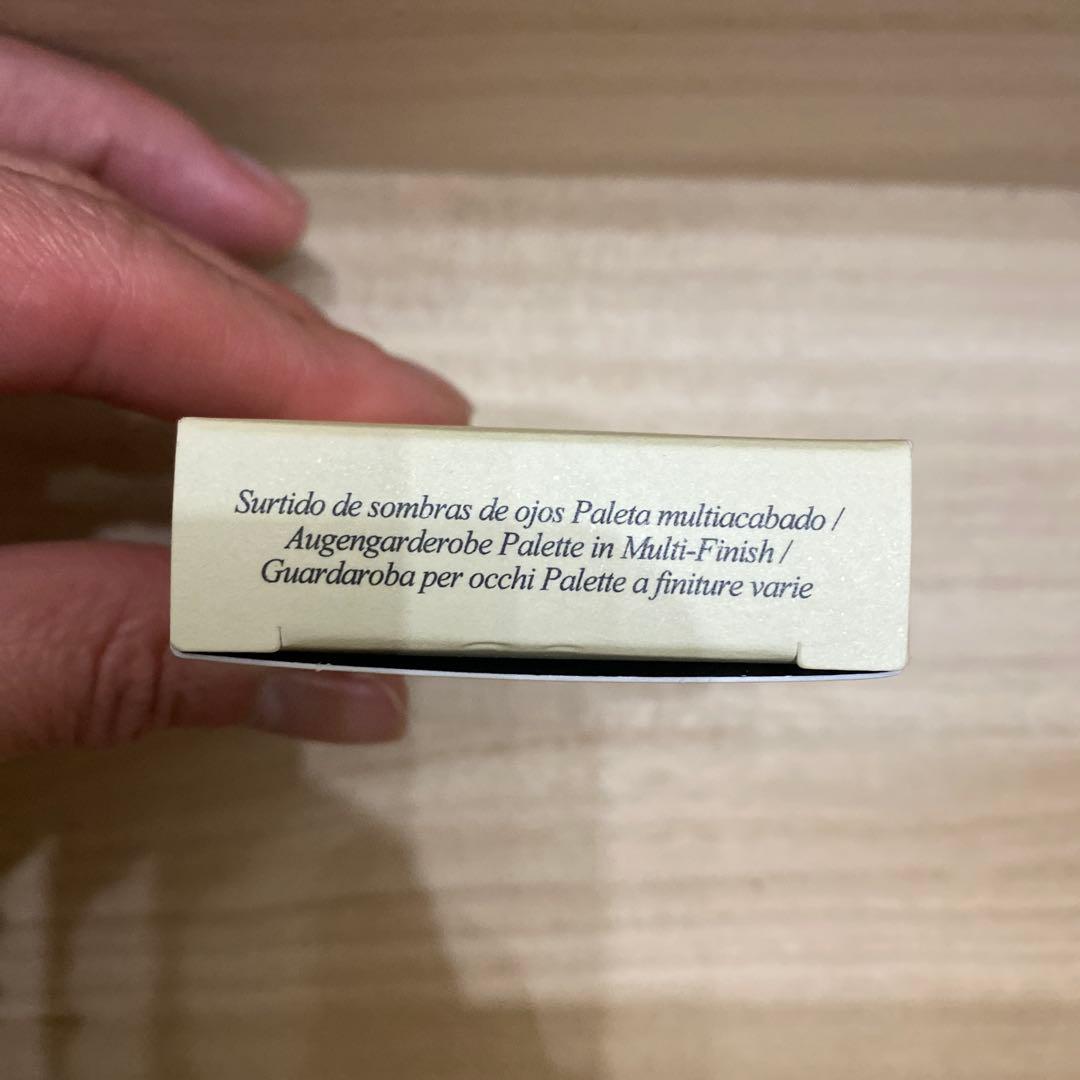 Surtido de sombras de ojos Paleta multiacabado /
Augengarderobe Palette in Multi-Finish /
Guardaroba per occhi Palette a finiture varie